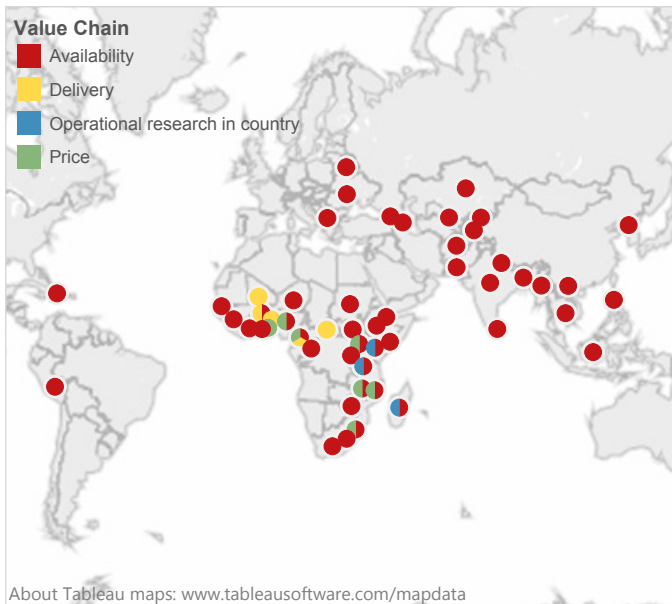 Value Chain
Availability
Delivery
Operational research in country
Price
About Tableau maps: www.tableausoftware.com/mapdata